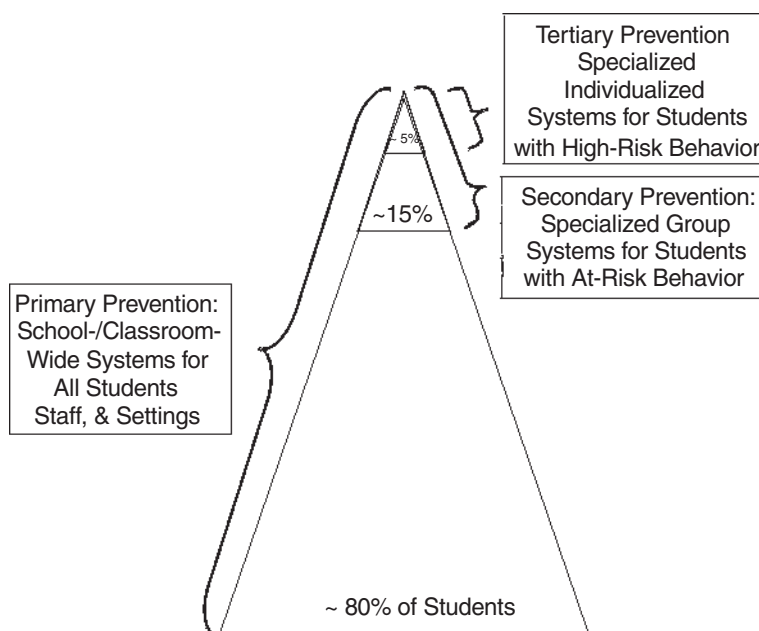 Tertiary Prevention
Specialized
Individualized
Systems for Students
with High-Risk Behavior
~ 5%
~15%
Secondary Prevention:
Specialized Group
Systems for Students
with At-Risk Behavior
Primary Prevention:
School-/Classroom-
Wide Systems for
All Students
Staff, & Settings
~ 80% of Students